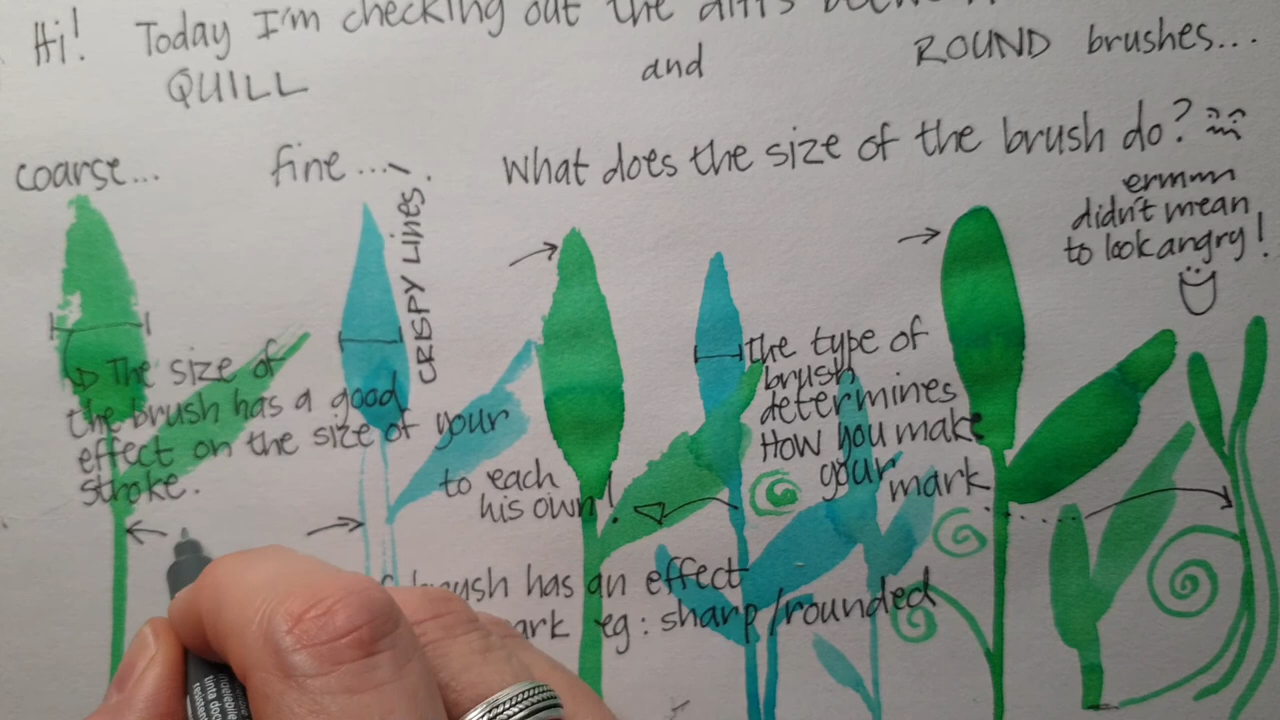 Hi! Today I'm checking out the diffs
QUILL and ROUND brushes...
coarse... fine...!
What does the size of the brush do?
ermm
didn't mean
to look angry!
CRISPY LINES
The size of
the brush has a good
effect on the size of your
stroke.
to each
his own!
the type of
brush
determines
HOW you make
your mark
brush has an effect
eg: sharp/rounded